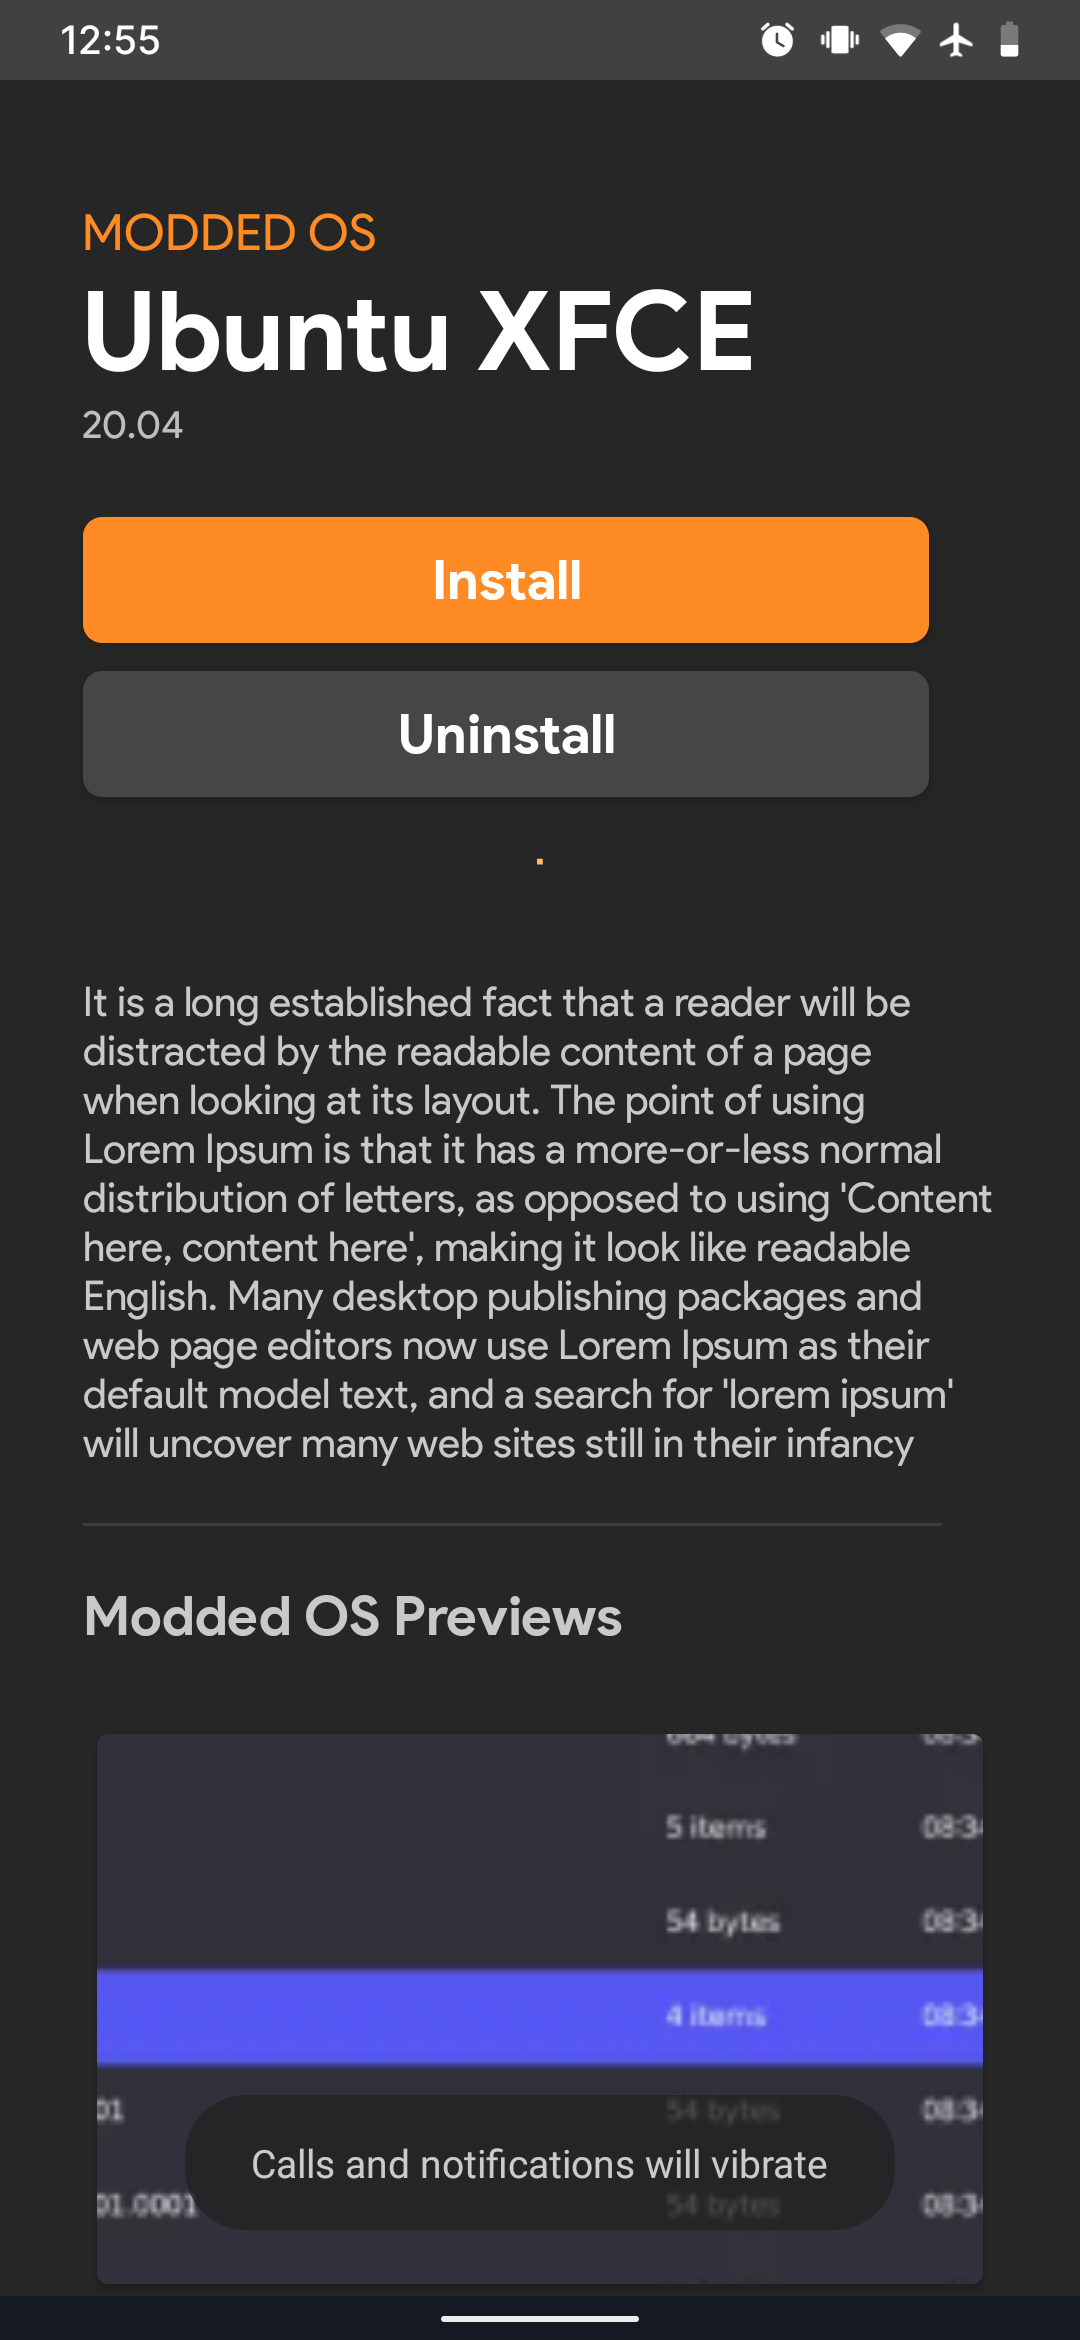 12:55
MODDED OS
Ubuntu XFCE
20.04
Install
Uninstall
It is a long established fact that a reader will be
distracted by the readable content of a page
when looking at its layout. The point of using
Lorem Ipsum is that it has a more-or-less normal
distribution of letters, as opposed to using 'Content
here, content here', making it look like readable
English. Many desktop publishing packages and
web page editors now use Lorem Ipsum as their
default model text, and a search for 'lorem ipsum'
will uncover many web sites still in their infancy
Modded OS Previews
5 items 08:34
54 bytes 08:34
4 items 08:34
01 54 bytes 08:34
Calls and notifications will vibrate
01.0001 54 bytes 08:34